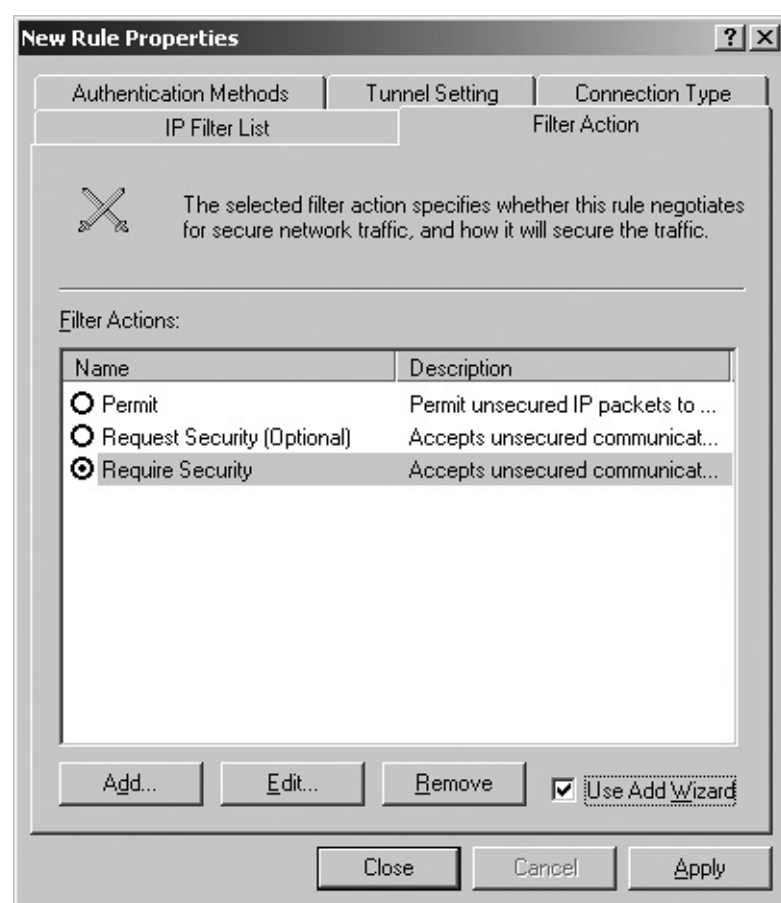 New Rule Properties
Authentication Methods Tunnel Setting Connection Type
IP Filter List Filter Action
The selected filter action specifies whether this rule negotiates
for secure network traffic, and how it will secure the traffic.
Filter Actions:
Name Description
Permit Permit unsecured IP packets to ...
Request Security (Optional) Accepts unsecured communicat...
Require Security Accepts unsecured communicat...
Add... Edit... Remove Use Add Wizard
Close Cancel Apply